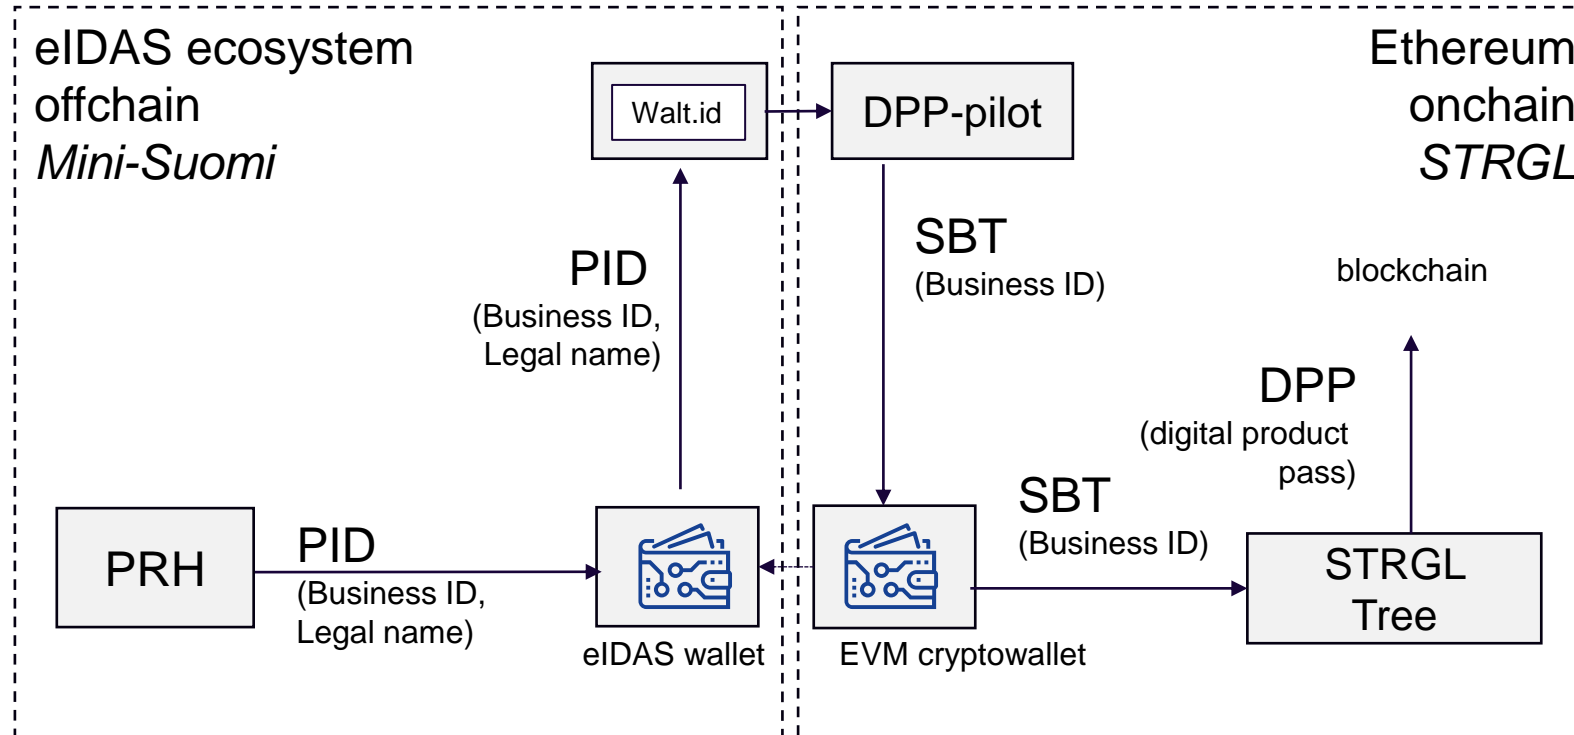 eIDAS ecosystem
offchain
Mini-Suomi
Walt.id
DPP-pilot
Ethereum
onchain
STRGL
PID
(Business ID,
Legal name)
SBT
(Business ID)
blockchain
DPP
(digital product
pass)
PRH
PID
(Business ID,
Legal name)
eIDAS wallet
EVM cryptowallet
SBT
(Business ID)
STRGL
Tree